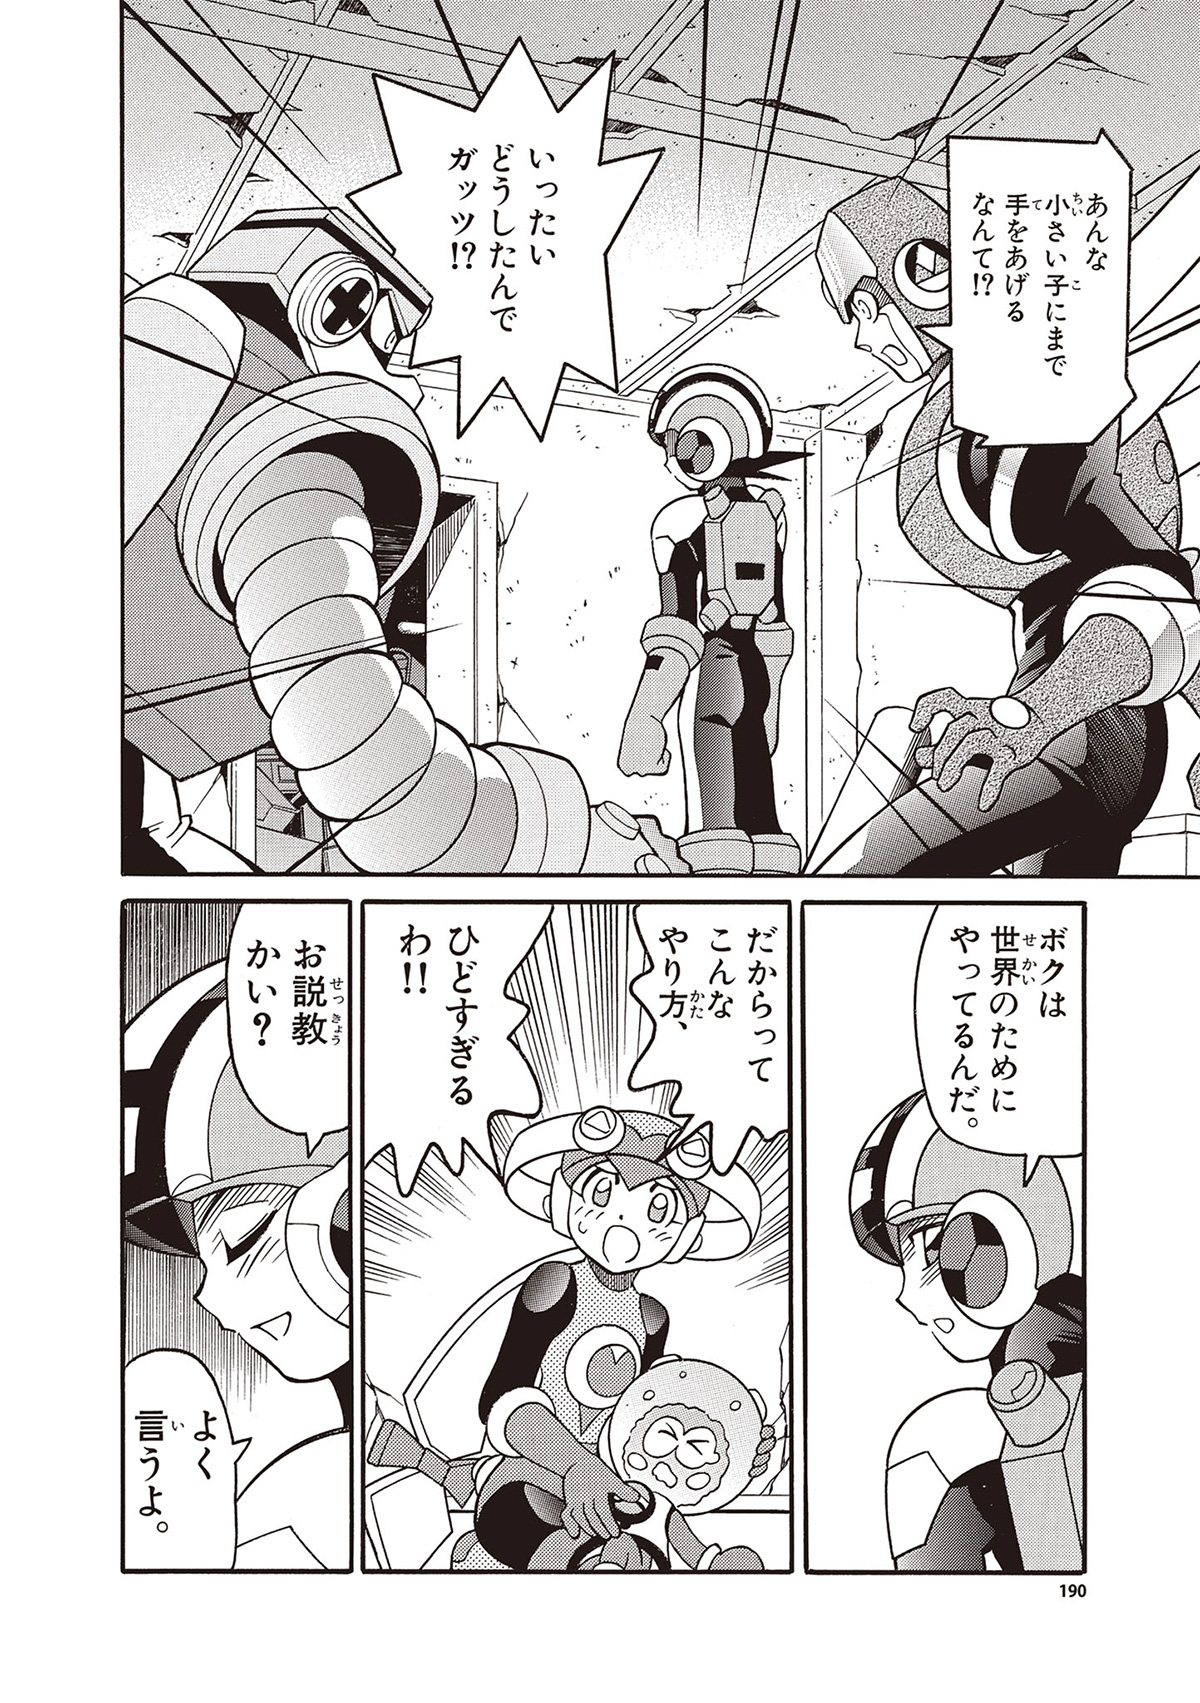 あんな
小さい子にまで
手をあげる
なんて!?
いったい
どうしたんで
ガッツ!?
ボクは
世界のために
やってるんだ。
だからって
こんな
やり方、
ひどすぎる
わ!!
お説教
かい?
よく
言うよ。
190